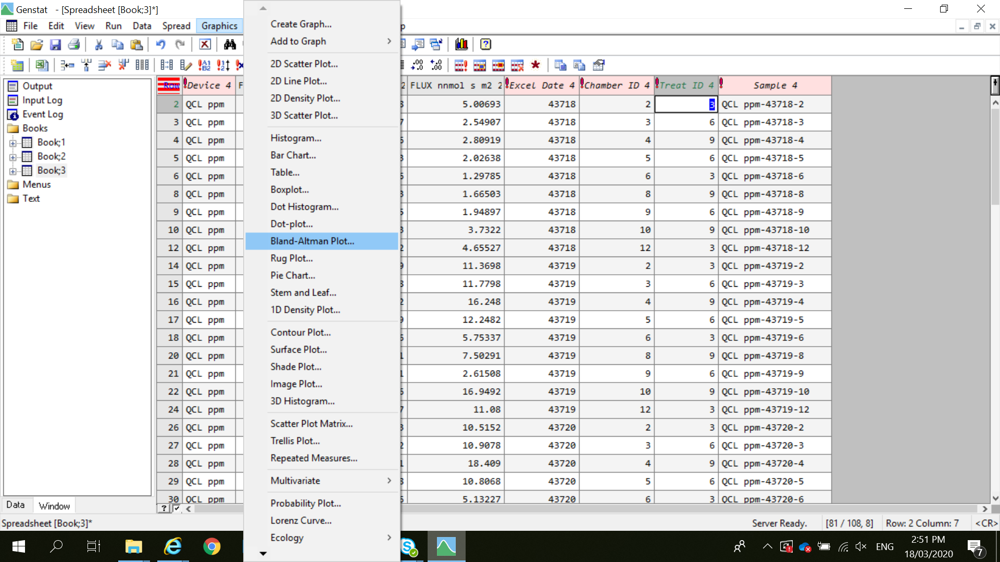 Genstat - [Spreadsheet [Book;3]*]
File Edit View Run Data Spread Graphics p
Create Graph...
Add to Graph
2D Scatter Plot...
2D Line Plot...
2D Density Plot...
3D Scatter Plot...
Histogram...
Bar Chart...
Table...
Boxplot...
Dot Histogram...
Dot-plot...
Bland-Altman Plot...
Rug Plot...
Pie Chart...
Stem and Leaf...
1D Density Plot...
Contour Plot...
Surface Plot...
Shade Plot...
Image Plot...
3D Histogram...
Scatter Plot Matrix...
Trellis Plot...
Repeated Measures...
Multivariate
Probability Plot...
Lorenz Curve...
Ecology
Output
Input Log
Event Log
Books
Book;1
Book;2
Book;3
Menus
Text
Data Window
Row !Device 4 F 2 FLUX nnmol s m2 2 !Excel Date 4 !Chamber ID 4 !Treat ID 4 ! Sample 4
2 QCL ppm 3 5.00693 43718 2 3 QCL ppm-43718-2
3 QCL ppm 7 2.54907 43718 3 6 QCL ppm-43718-3
4 QCL ppm 6 2.80919 43718 4 9 QCL ppm-43718-4
5 QCL ppm 3 2.02638 43718 5 6 QCL ppm-43718-5
6 QCL ppm 6 1.29785 43718 6 3 QCL ppm-43718-6
8 QCL ppm 3 1.66503 43718 8 9 QCL ppm-43718-8
9 QCL ppm 5 1.94897 43718 9 6 QCL ppm-43718-9
10 QCL ppm 3 3.7322 43718 10 9 QCL ppm-43718-10
12 QCL ppm 2 4.65527 43718 12 3 QCL ppm-43718-12
14 QCL ppm 9 11.3698 43719 2 3 QCL ppm-43719-2
15 QCL ppm 3 11.7798 43719 3 6 QCL ppm-43719-3
16 QCL ppm 2 16.248 43719 4 9 QCL ppm-43719-4
17 QCL ppm 9 12.2482 43719 5 6 QCL ppm-43719-5
18 QCL ppm 6 5.75337 43719 6 3 QCL ppm-43719-6
20 QCL ppm 1 7.50291 43719 8 9 QCL ppm-43719-8
21 QCL ppm 1 2.61508 43719 9 6 QCL ppm-43719-9
22 QCL ppm 6 16.9492 43719 10 9 QCL ppm-43719-10
24 QCL ppm 7 11.08 43719 12 3 QCL ppm-43719-12
26 QCL ppm 3 10.5152 43720 2 3 QCL ppm-43720-2
27 QCL ppm 2 10.9078 43720 3 6 QCL ppm-43720-3
28 QCL ppm 1 18.409 43720 4 9 QCL ppm-43720-4
29 QCL ppm 3 10.8068 43720 5 6 QCL ppm-43720-5
30 QCL ppm 6 5.13227 43720 6 3 QCL ppm-43720-6
Spreadsheet [Book;3]* Server Ready. [81 / 108, 8] Row: 2 Column: 7 <CR>
ENG 2:51 PM
18/03/2020 7